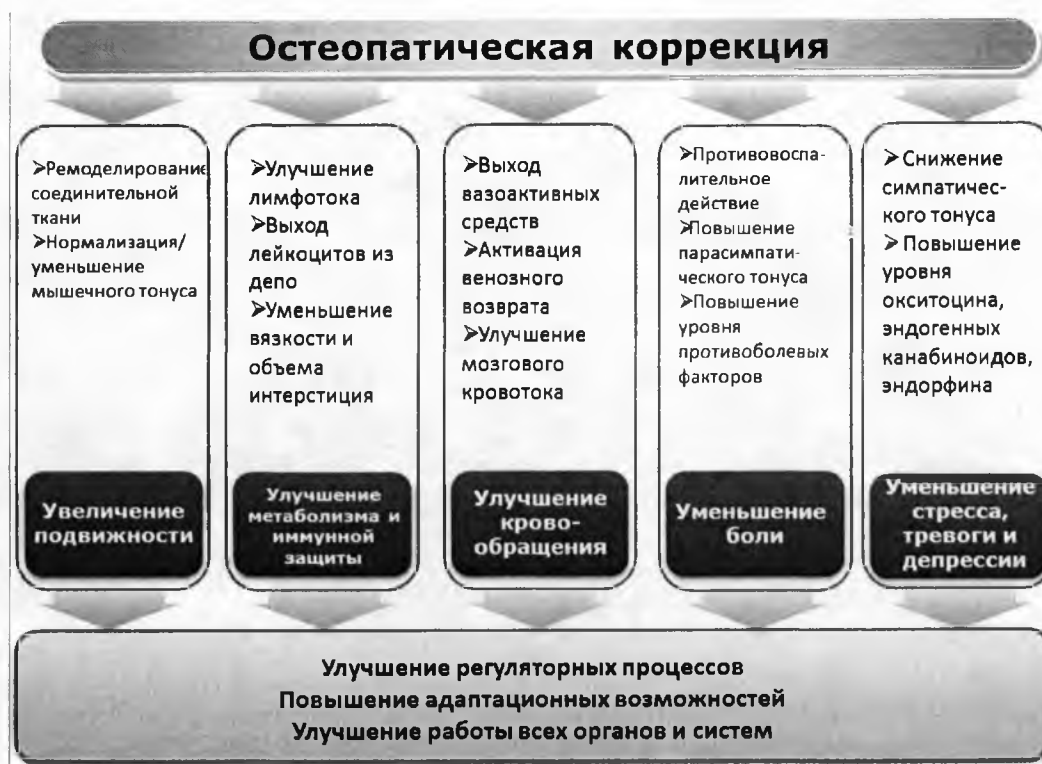 Остеопатическая коррекция
➢Ремоделирование
соединительной
ткани
➢Нормализация/
уменьшение
мышечного тонуса
Увеличение
подвижности
➢Улучшение
лимфотока
➢Выход
лейкоцитов из
депо
➢Уменьшение
вязкости и
объема
интерстиция
Улучшение
метаболизма и
иммунной
защиты
➢Выход
вазоактивных
средств
➢Активация
венозного
возврата
➢Улучшение
мозгового
кровотока
Улучшение
крово-
обращения
➢Противовоспа-
лительное
действие
➢Повышение
парасимпати-
ческого тонуса
➢Повышение
уровня
противоболевых
факторов
Уменьшение
боли
➢ Снижение
симпатичес-
кого тонуса
➢ Повышение
уровня
окситоцина,
эндогенных
канабиноидов,
эндорфина
Уменьшение
стресса,
тревоги и
депрессии
Улучшение регуляторных процессов
Повышение адаптационных возможностей
Улучшение работы всех органов и систем